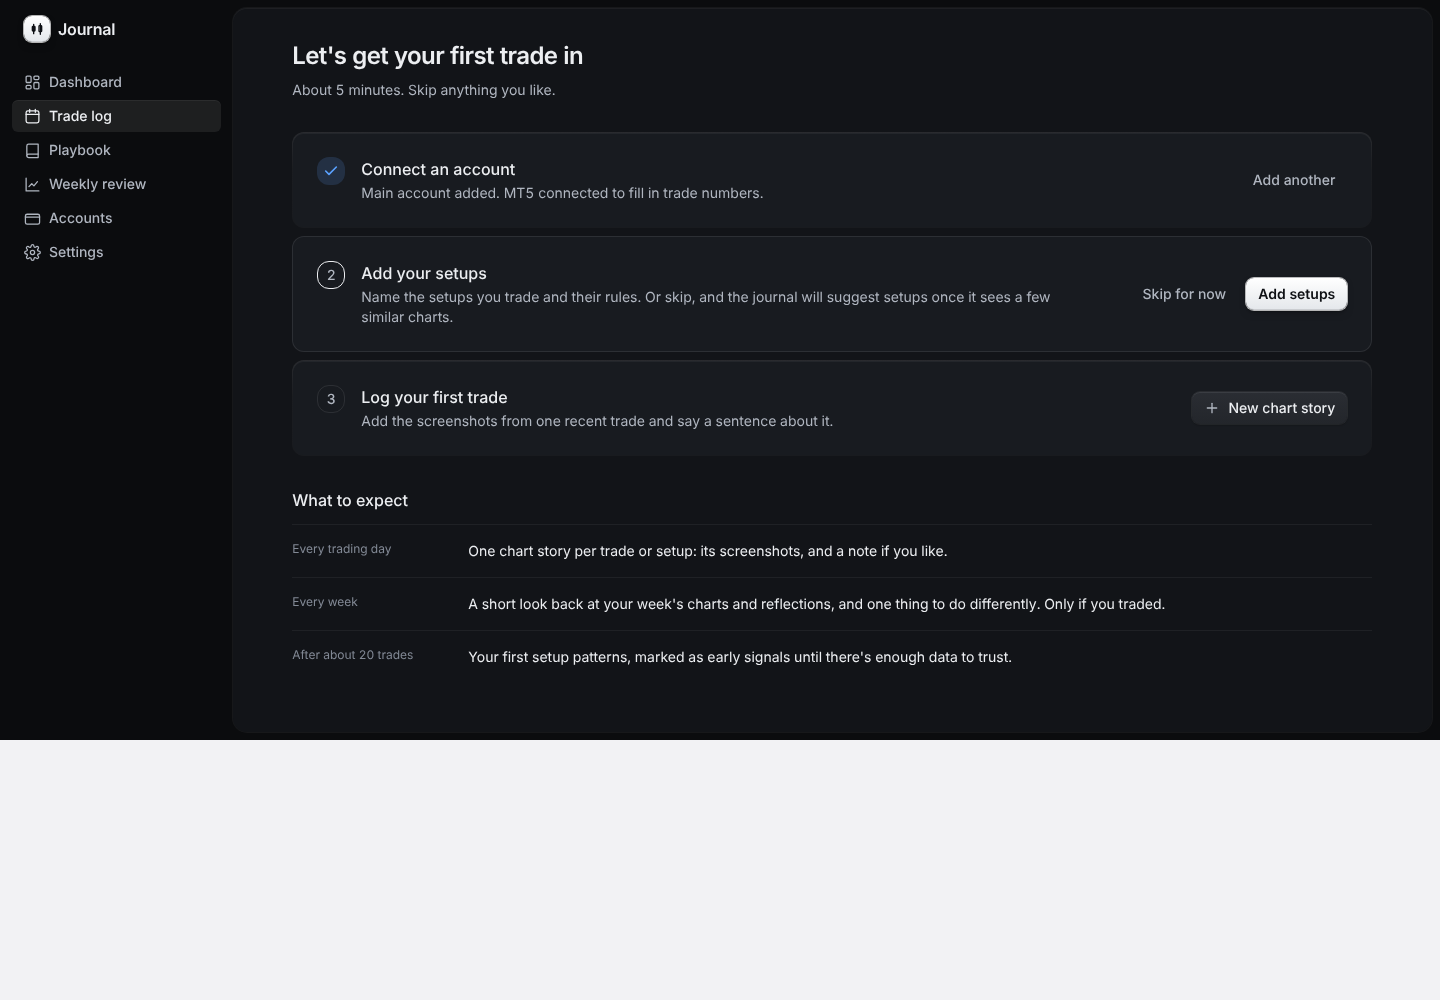 Journal
Dashboard
Trade log
Playbook
Weekly review
Accounts
Settings
Let's get your first trade in
About 5 minutes. Skip anything you like.
Connect an account
Main account added. MT5 connected to fill in trade numbers.
Add another
2
Add your setups
Name the setups you trade and their rules. Or skip, and the journal will suggest setups once it sees a few
similar charts.
Skip for now
Add setups
3
Log your first trade
Add the screenshots from one recent trade and say a sentence about it.
New chart story
What to expect
Every trading day
One chart story per trade or setup: its screenshots, and a note if you like.
Every week
A short look back at your week's charts and reflections, and one thing to do differently. Only if you traded.
After about 20 trades
Your first setup patterns, marked as early signals until there's enough data to trust.